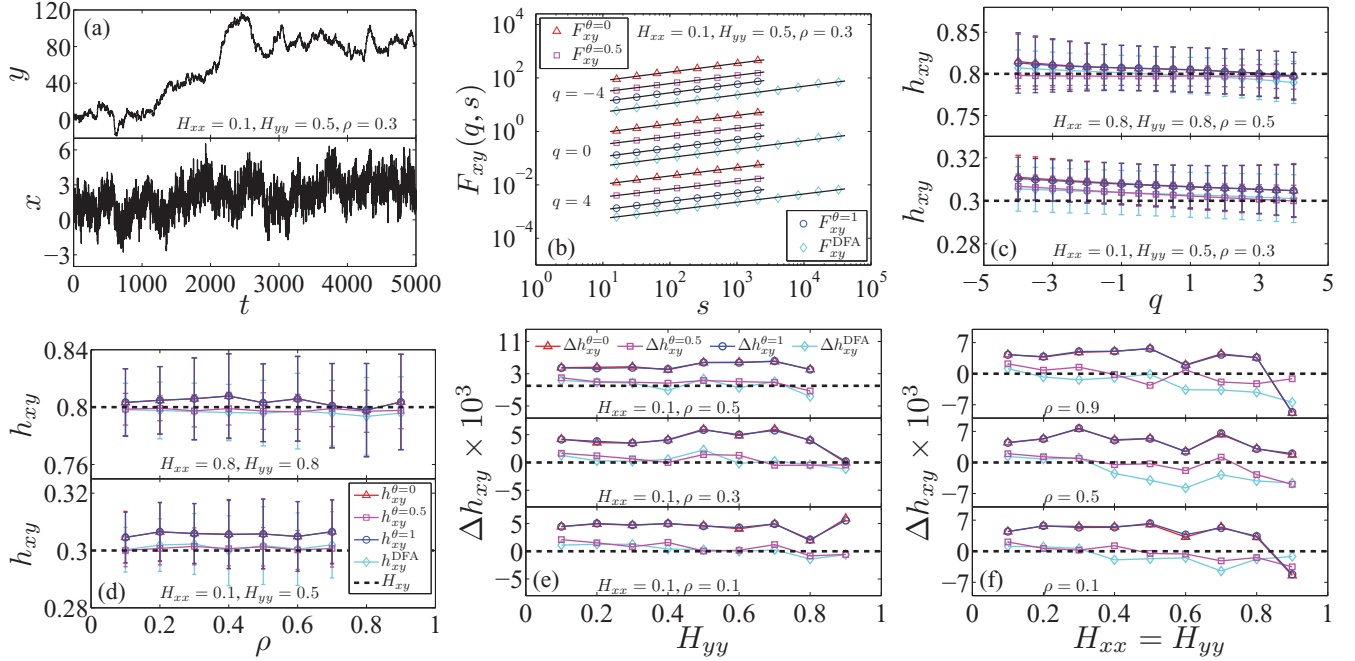 (a)
y
120
80
40
0
H_xx = 0.1, H_yy = 0.5, ρ = 0.3
x
6
3
0
−3
0 1000 2000 3000 4000 5000
t
F_xy(q, s)
10^4
10^2
10^0
10^−2
10^−4
F_xy^θ=0
F_xy^θ=0.5
H_xx = 0.1, H_yy = 0.5, ρ = 0.3
q = −4
q = 0
q = 4
F_xy^θ=1
F_xy^DFA
(b)
10^0 10^1 10^2 10^3 10^4 10^5
s
h_xy
0.85
0.8
0.75
H_xx = 0.8, H_yy = 0.8, ρ = 0.5
h_xy
0.32
0.3
0.28
(c)
H_xx = 0.1, H_yy = 0.5, ρ = 0.3
−5 −3 −1 1 3 5
q
h_xy
0.84
0.8
0.76
H_xx = 0.8, H_yy = 0.8
h_xy
0.32
0.3
0.28
h_xy^θ=0
h_xy^θ=0.5
h_xy^θ=1
h_xy^DFA
H_xy
(d)
H_xx = 0.1, H_yy = 0.5
0 0.2 0.4 0.6 0.8 1
ρ
Δh_xy × 10^3
11
3
−5
Δh_xy^θ=0 Δh_xy^θ=0.5 Δh_xy^θ=1 Δh_xy^DFA
H_xx = 0.1, ρ = 0.5
5
0
−5
H_xx = 0.1, ρ = 0.3
5
0
−5
(e)
H_xx = 0.1, ρ = 0.1
0 0.2 0.4 0.6 0.8 1
H_yy
Δh_xy × 10^3
7
0
−7
ρ = 0.9
7
0
−7
ρ = 0.5
7
0
−7
(f)
ρ = 0.1
0 0.2 0.4 0.6 0.8 1
H_xx = H_yy